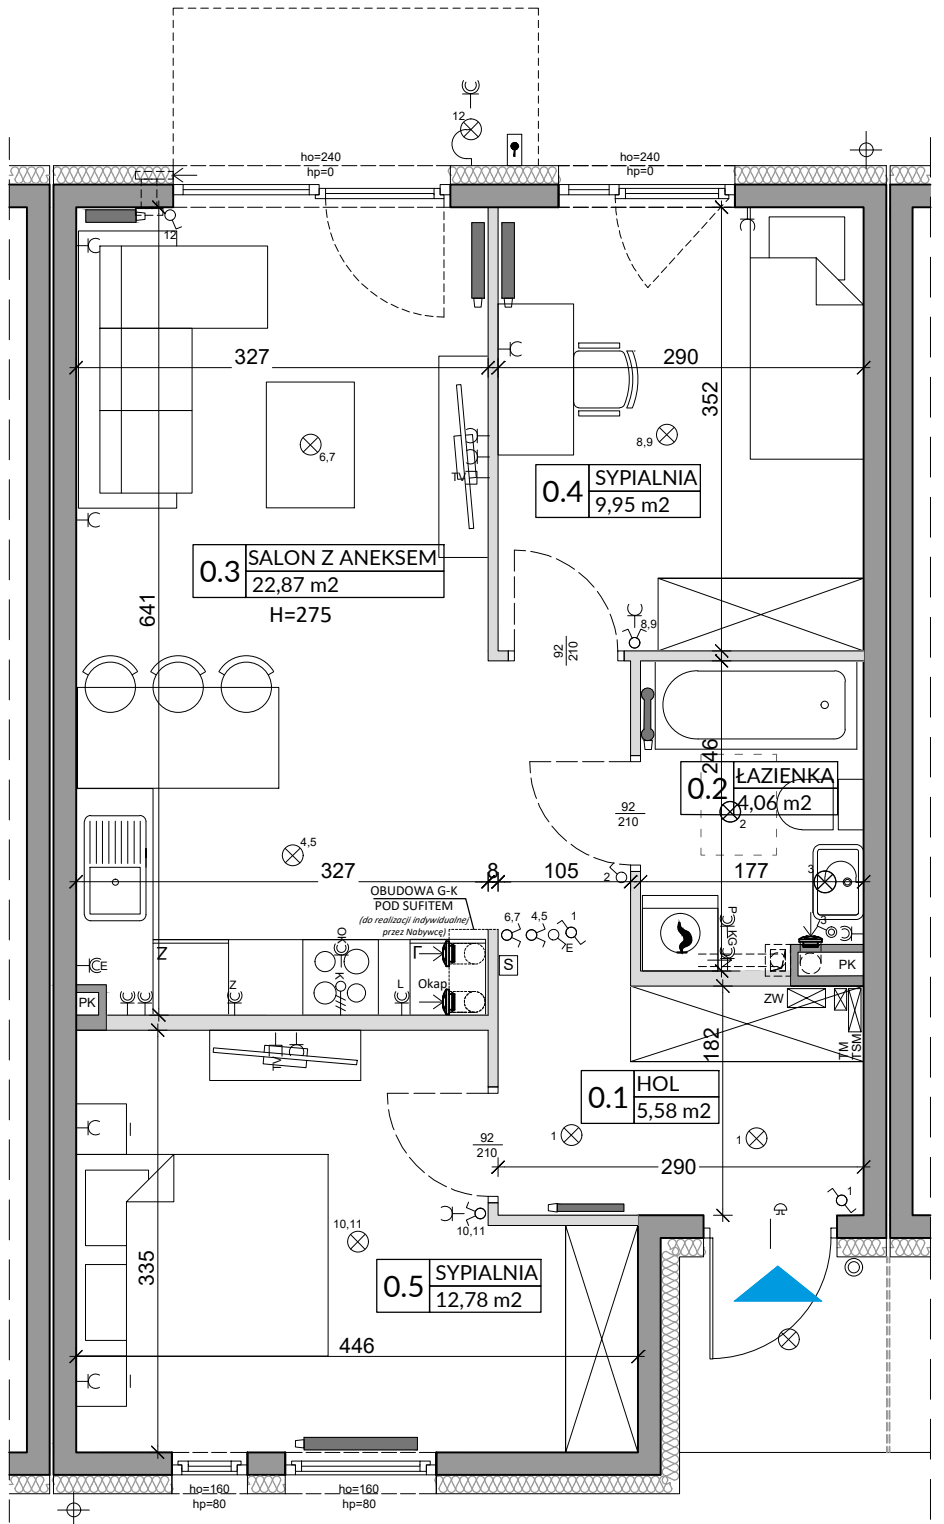 12
ho=240
hp=0
ho=240
hp=0
12
327
290
352
6,7
8,9
TV
0.4
SYPIALNIA
9,95 m2
0.3
SALON Z ANEKSEM
22,87 m2
H=275
641
8,9
92
210
246
0.2
ŁAZIENKA
4,06 m2
2
92
210
4,5
327
8
105
177
2
3
OBUDOWA G-K
POD SUFITEM
(do realizacji indywidualnej
przez Nabywcę)
6,7
4,5
1
E
P
KG
3
S
PK
E
Z
OK
K
L
Okap
Z
PK
ZW
TM
TSM
182
0.1
HOL
5,58 m2
TV
1
1
92
210
290
1
10,11
10,11
335
0.5
SYPIALNIA
12,78 m2
446
ho=160
hp=80
ho=160
hp=80